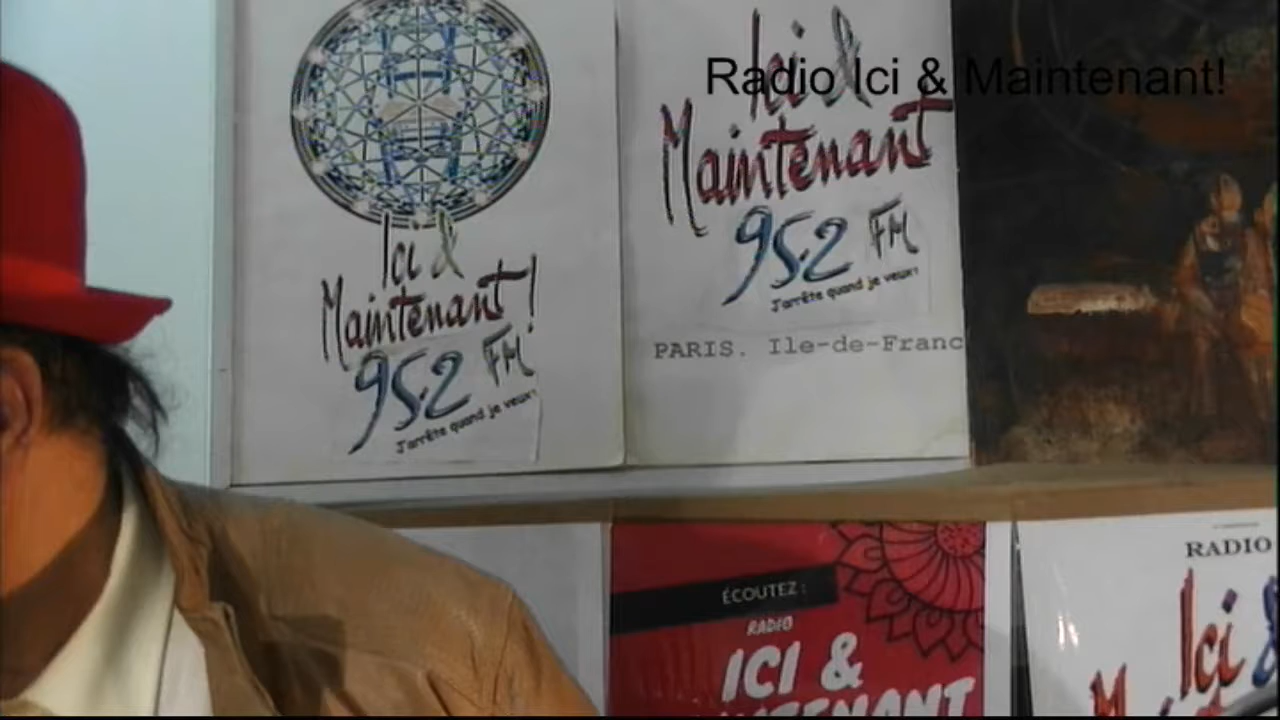 Radio Ici & Maintenant!
Ici &
Maintenant !
95.2 FM
J'arrête quand je veux!
Ici &
Maintenant
95.2 FM
J'arrête quand je veux!
PARIS. Ile-de-Franc
ÉCOUTEZ :
RADIO
ICI &
RADIO
Ici